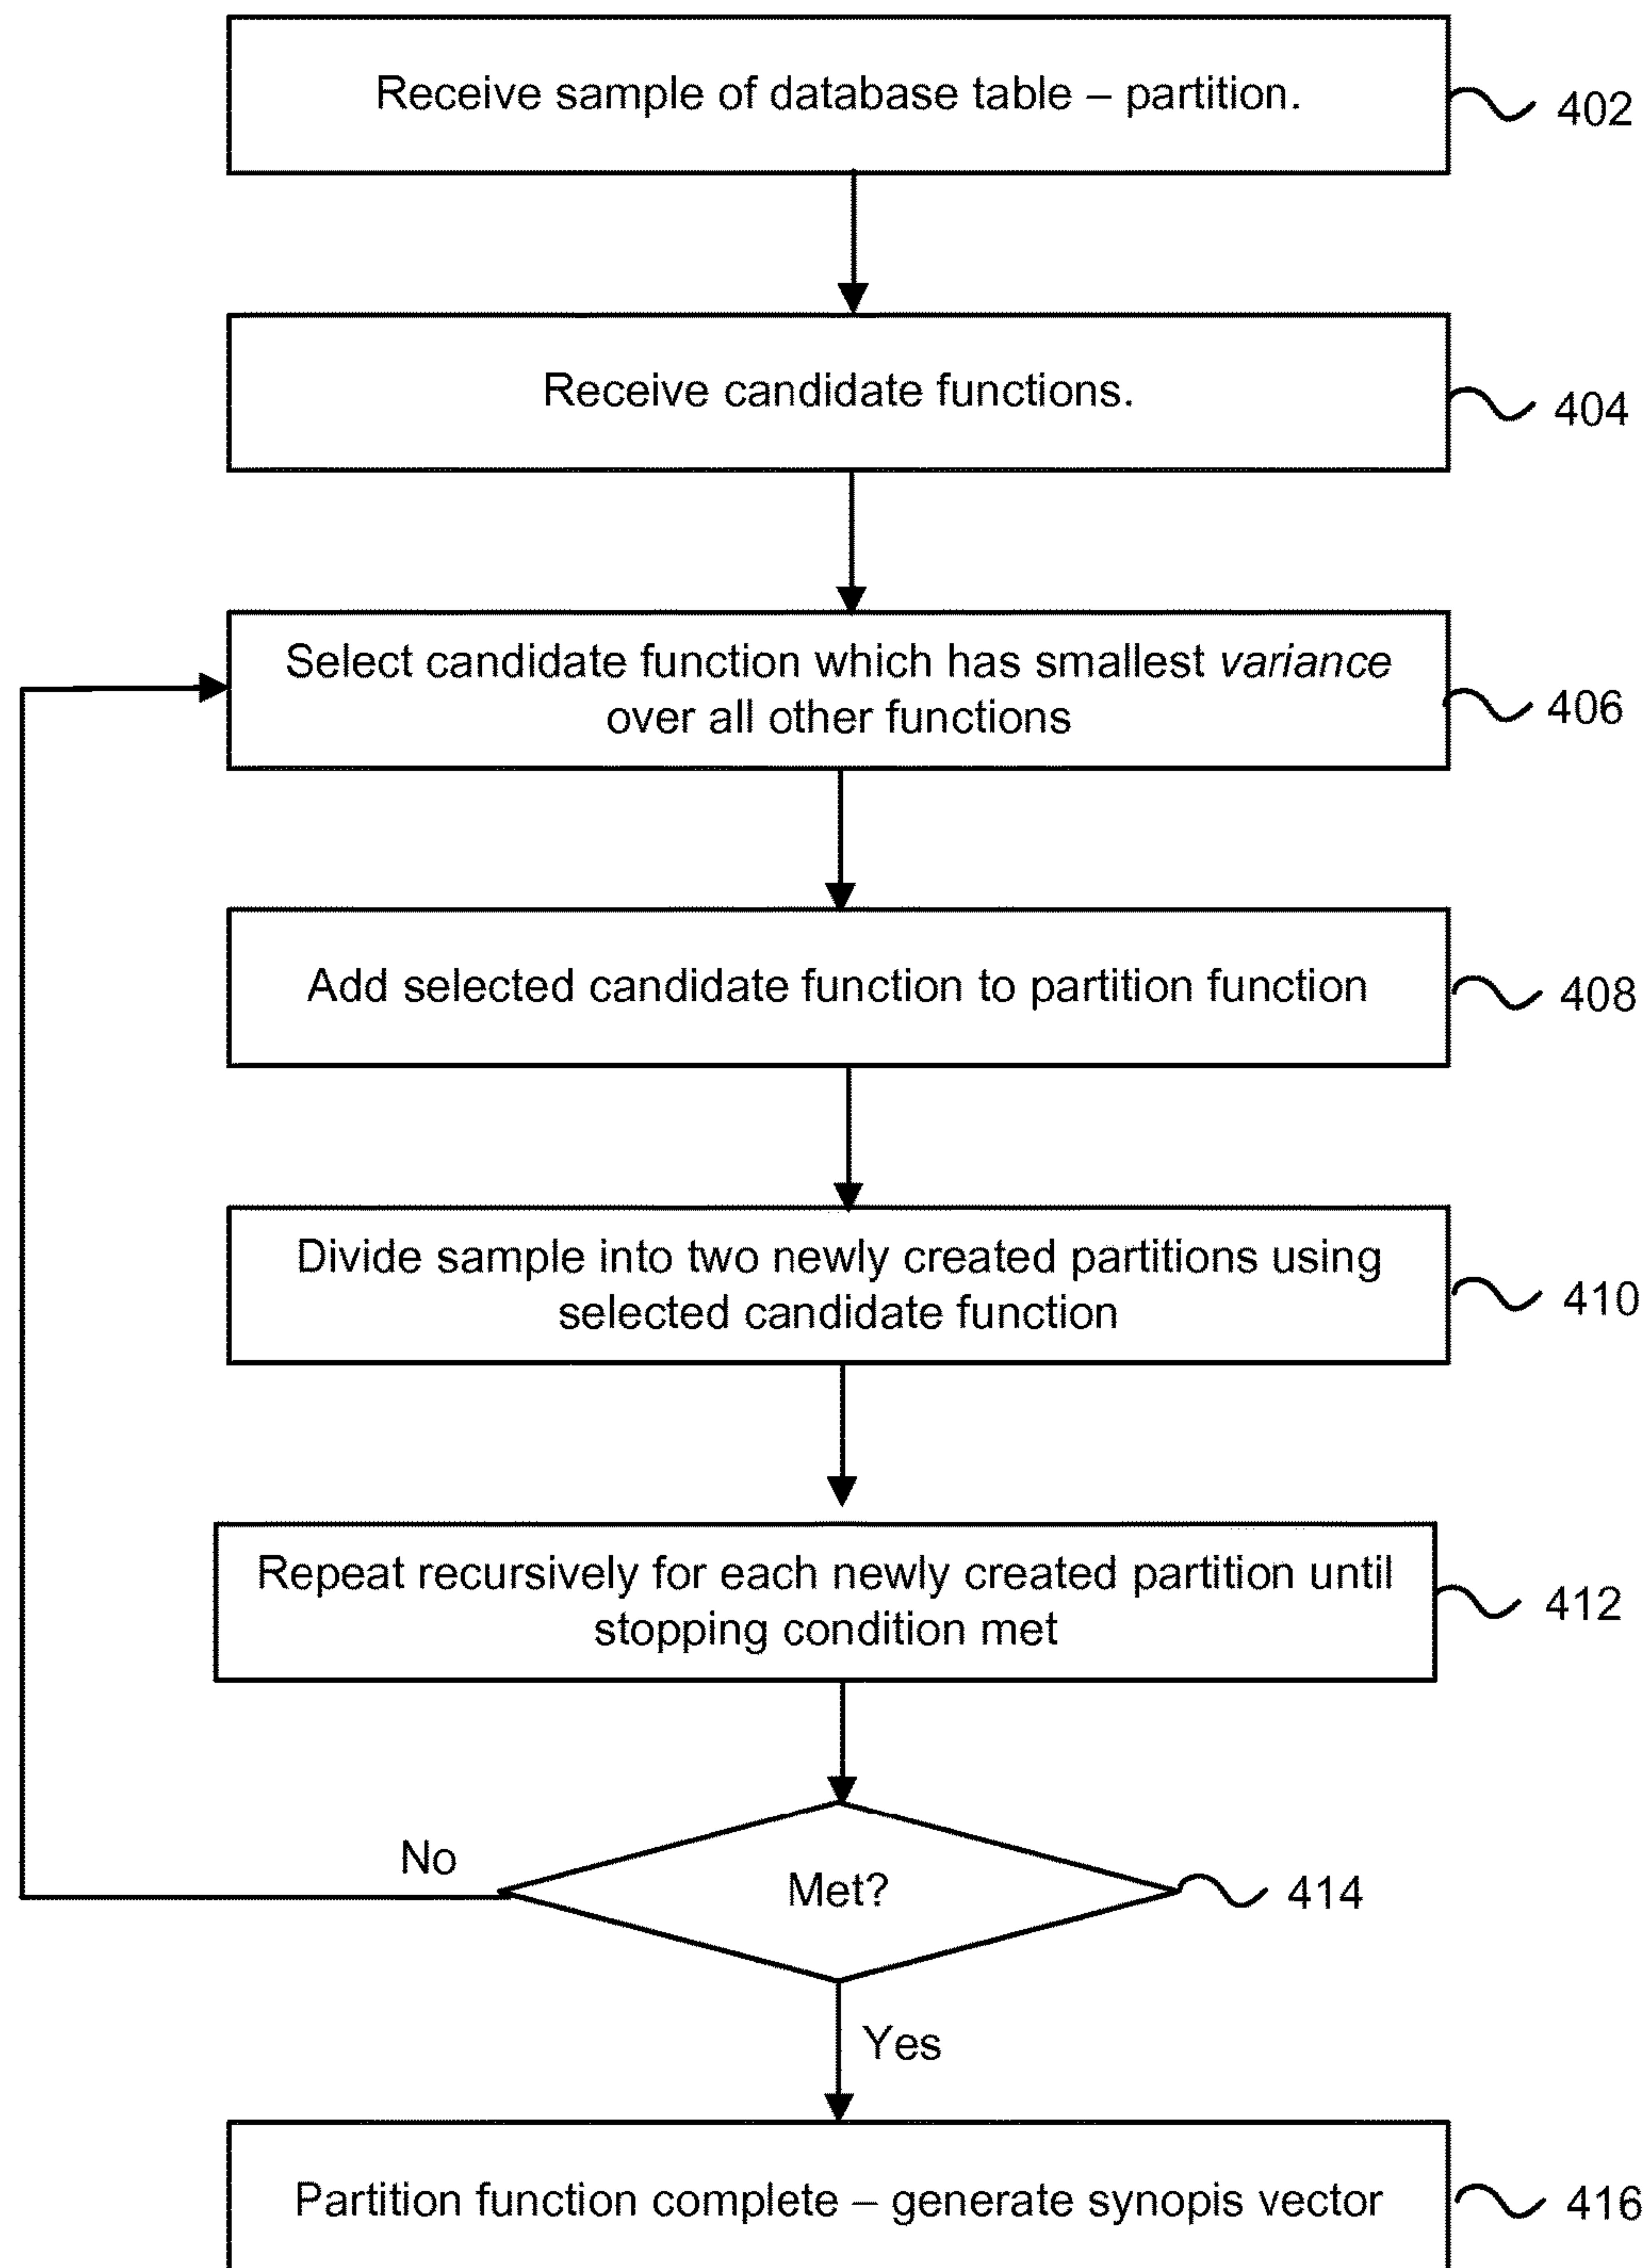 Receive sample of database table – partition.
402
Receive candidate functions.
404
Select candidate function which has smallest variance
over all other functions
406
Add selected candidate function to partition function
408
Divide sample into two newly created partitions using
selected candidate function
410
Repeat recursively for each newly created partition until
stopping condition met
412
No
Met?
414
Yes
Partition function complete – generate synopis vector
416